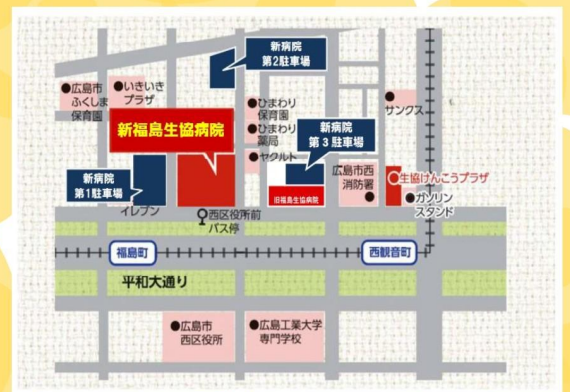 新病院
第2駐車場
●広島市
ふくしま
保育園
●いきいき
プラザ
●ひまわり
保育園
●ひまわり
薬局
●ヤクルト
新福島生協病院
新病院
第3駐車場
●
サンクス
新病院
第1駐車場
イレブン
旧福島生協病院
広島市西
消防署
●
生協けんこうプラザ
●ガソリン
スタンド
西区役所前
バス停
福島町
西観音町
平和大通り
●広島市
西区役所
●広島工業大学
専門学校